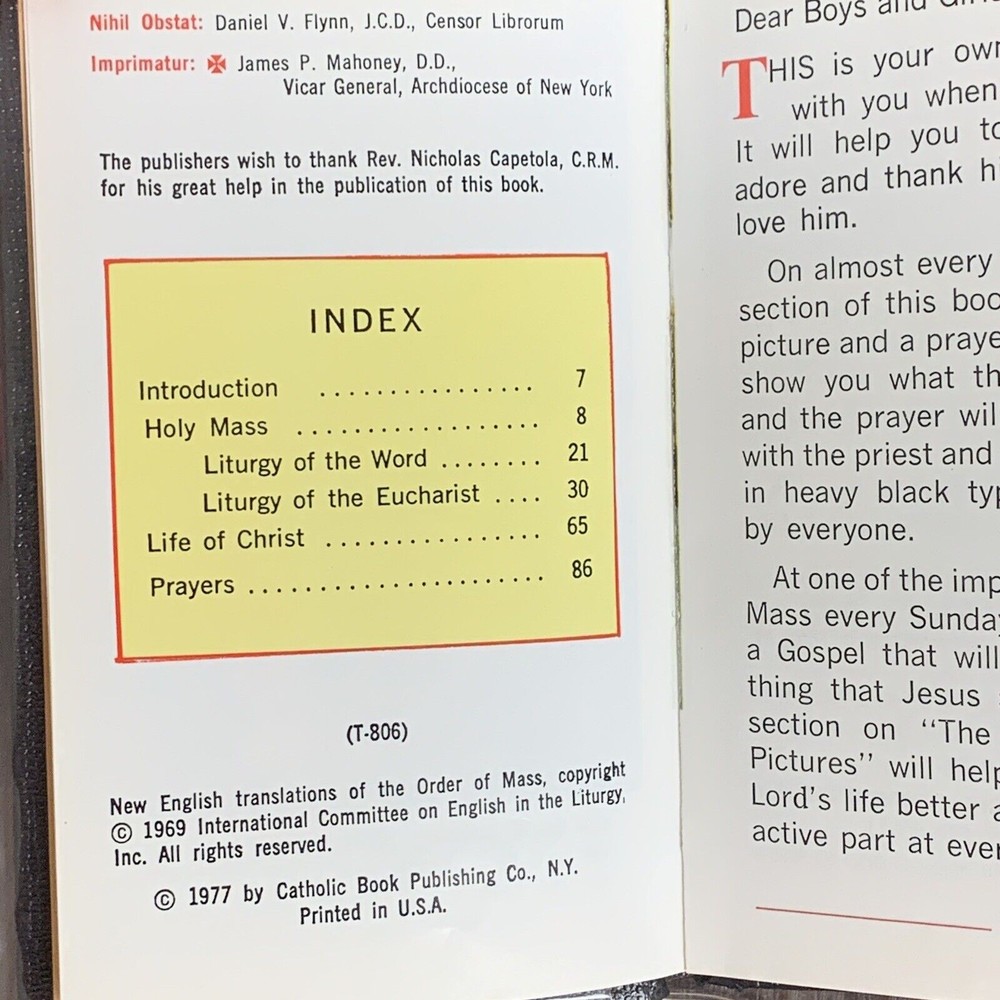 Nihil Obstat: Daniel V. Flynn, J.C.D., Censor Librorum
Imprimatur: ✠ James P. Mahoney, D.D.,
Vicar General, Archdiocese of New York
The publishers wish to thank Rev. Nicholas Capetola, C.R.M.
for his great help in the publication of this book.
INDEX
Introduction ............... 7
Holy Mass ................. 8
Liturgy of the Word ....... 21
Liturgy of the Eucharist .... 30
Life of Christ ............... 65
Prayers ..................... 86
(T-806)
New English translations of the Order of Mass, copyright
© 1969 International Committee on English in the Liturgy,
Inc. All rights reserved.
© 1977 by Catholic Book Publishing Co., N.Y.
Printed in U.S.A.
Dear Boys and
THIS is your own
with you when
It will help you
adore and thank
love him.
On almost every
section of this
picture and a
show you what
and the prayer
with the priest and
in heavy black
by everyone.
At one of the
Mass every
a Gospel that will
thing that Jesus
section on "The
Pictures" will
Lord's life better
active part at